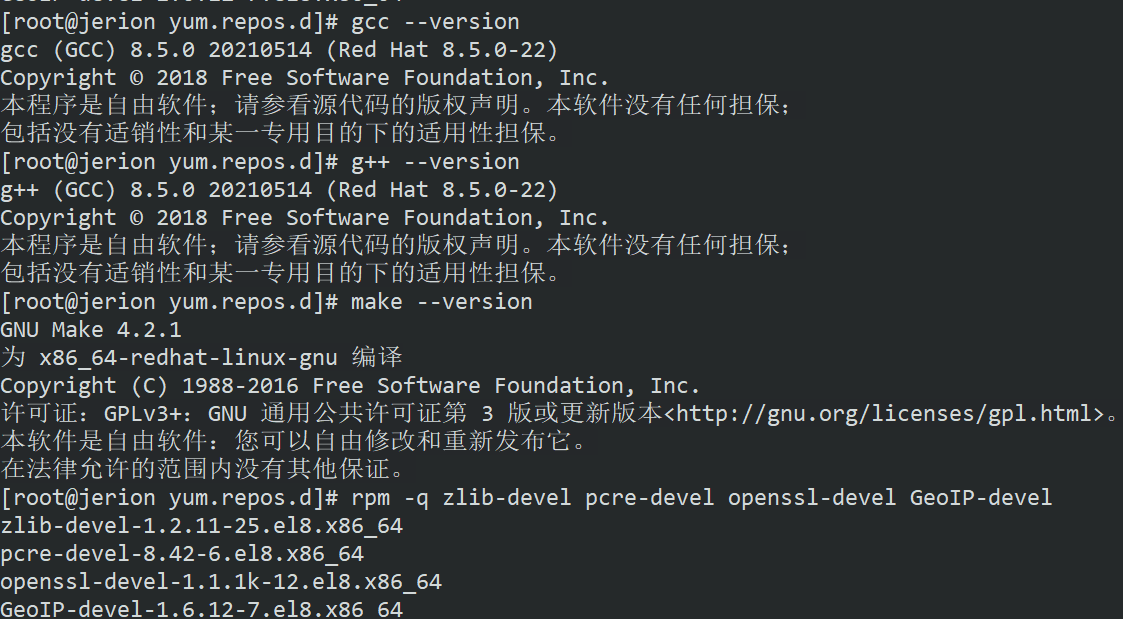 [root@jerion yum.repos.d]# gcc --version
gcc (GCC) 8.5.0 20210514 (Red Hat 8.5.0-22)
Copyright © 2018 Free Software Foundation, Inc.
本程序是自由软件；请参看源代码的版权声明。本软件没有任何担保；
包括没有适销性和某一专用目的下的适用性担保。
[root@jerion yum.repos.d]# g++ --version
g++ (GCC) 8.5.0 20210514 (Red Hat 8.5.0-22)
Copyright © 2018 Free Software Foundation, Inc.
本程序是自由软件；请参看源代码的版权声明。本软件没有任何担保；
包括没有适销性和某一专用目的下的适用性担保。
[root@jerion yum.repos.d]# make --version
GNU Make 4.2.1
为 x86_64-redhat-linux-gnu 编译
Copyright (C) 1988-2016 Free Software Foundation, Inc.
许可证：GPLv3+：GNU 通用公共许可证第 3 版或更新版本<http://gnu.org/licenses/gpl.html>。
本软件是自由软件：您可以自由修改和重新发布它。
在法律允许的范围内没有其他保证。
[root@jerion yum.repos.d]# rpm -q zlib-devel pcre-devel openssl-devel GeoIP-devel
zlib-devel-1.2.11-25.el8.x86_64
pcre-devel-8.42-6.el8.x86_64
openssl-devel-1.1.1k-12.el8.x86_64
GeoIP-devel-1.6.12-7.el8.x86_64